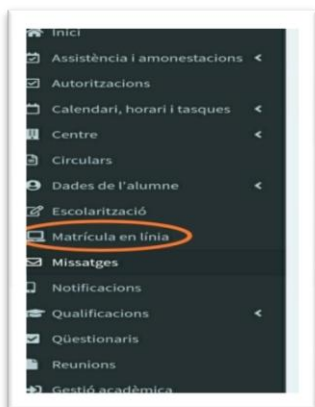 Inici
Assistència i amonestacions
Autoritzacions
Calendari, horari i tasques
Centre
Circulars
Dades de l'alumne
Escolarització
Matrícula en línia
Missatges
Notificacions
Qualificacions
Qüestionaris
Reunions
Gestió acadèmica